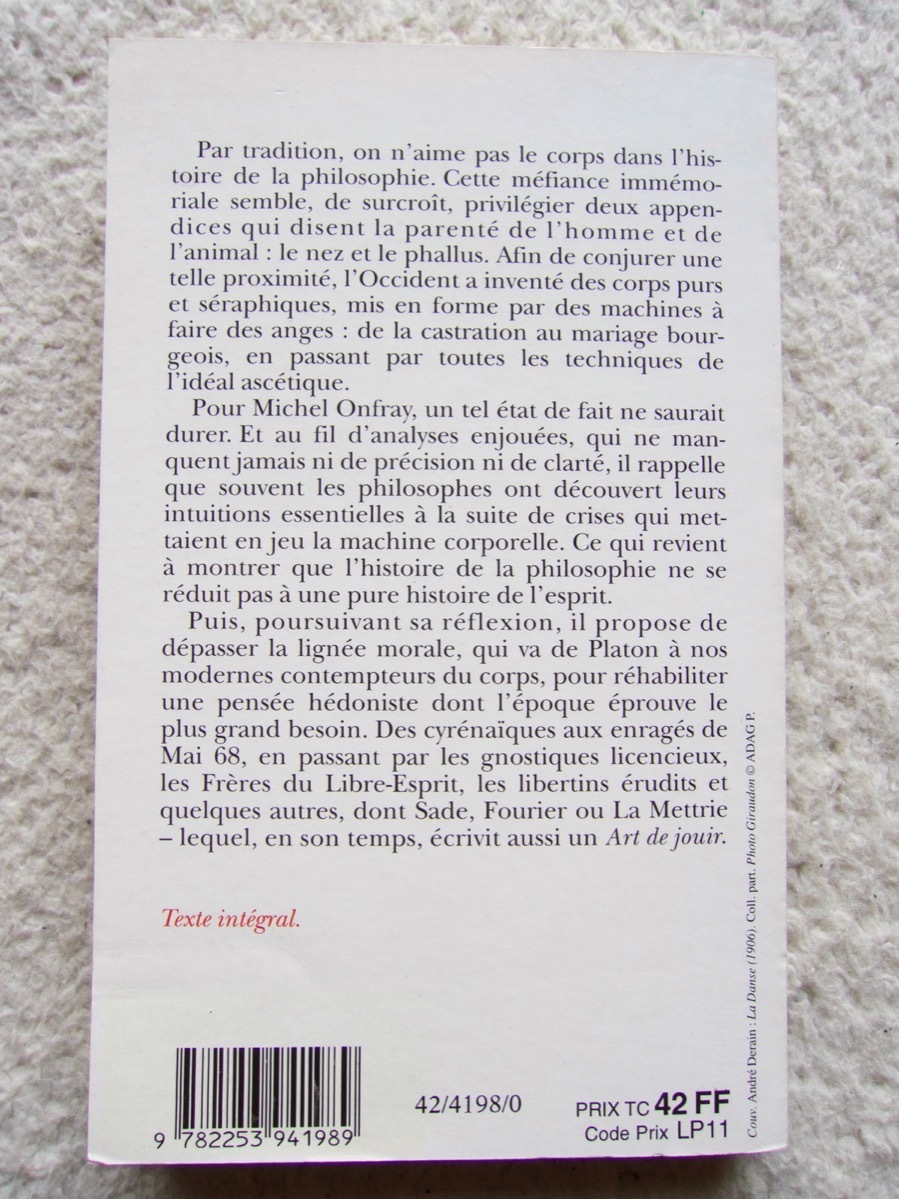 Par tradition, on n'aime pas le corps dans l'his-
toire de la philosophie. Cette méfiance immémo-
riale semble, de surcroît, privilégier deux appen-
dices qui disent la parenté de l'homme et de
l'animal : le nez et le phallus. Afin de conjurer une
telle proximité, l'Occident a inventé des corps purs
et séraphiques, mis en forme par des machines à
faire des anges : de la castration au mariage bour-
geois, en passant par toutes les techniques de
l'idéal ascétique.
Pour Michel Onfray, un tel état de fait ne saurait
durer. Et au fil d'analyses enjouées, qui ne man-
quent jamais ni de précision ni de clarté, il rappelle
que souvent les philosophes ont découvert leurs
intuitions essentielles à la suite de crises qui met-
taient en jeu la machine corporelle. Ce qui revient
à montrer que l'histoire de la philosophie ne se
réduit pas à une pure histoire de l'esprit.
Puis, poursuivant sa réflexion, il propose de
dépasser la lignée morale, qui va de Platon à nos
modernes contempteurs du corps, pour réhabiliter
une pensée hédoniste dont l'époque éprouve le
plus grand besoin. Des cyrénaïques aux enragés de
Mai 68, en passant par les gnostiques licencieux,
les Frères du Libre-Esprit, les libertins érudits et
quelques autres, dont Sade, Fourier ou La Mettrie
– lequel, en son temps, écrivit aussi un Art de jouir.
Texte intégral.
9 782253 941989
42/4198/0
PRIX TC 42 FF
Code Prix LP11
Couv. André Derain : La Danse (1906). Coll. part. Photo Giraudon © ADAG P.